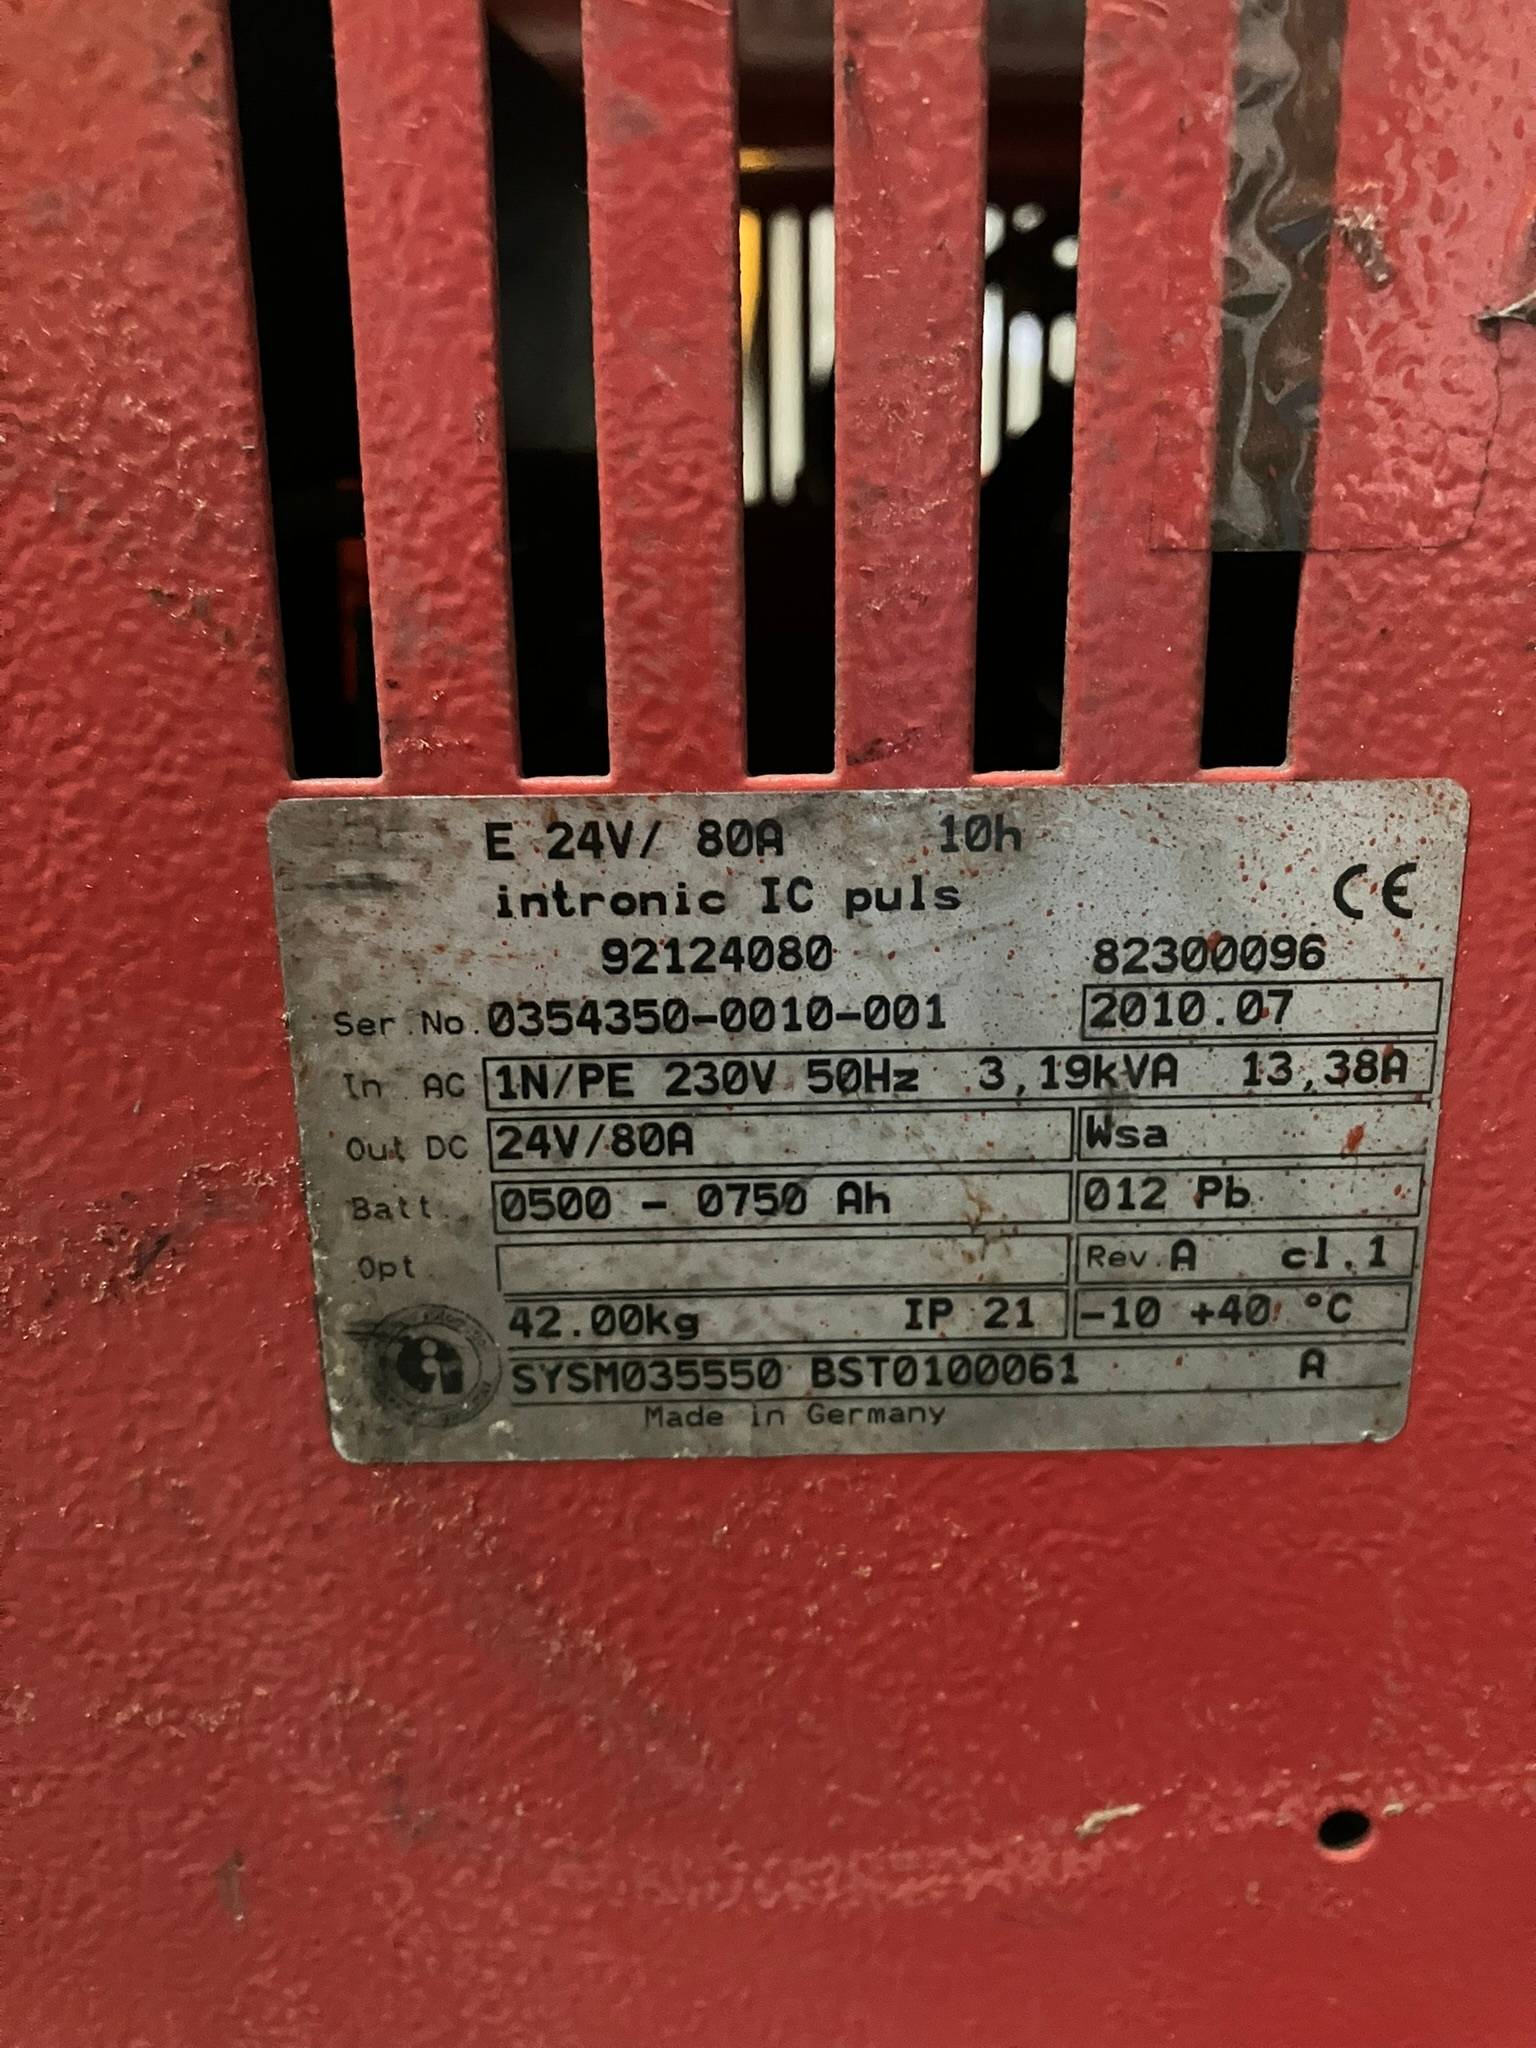 E 24V/ 80A 10h
intronic IC puls
CE
92124080 82300096
Ser.No. 0354350-0010-001 2010.07
In AC 1N/PE 230V 50Hz 3,19kVA 13,38A
Out DC 24V/80A Wsa
Batt. 0500 - 0750 Ah 012 Pb
Opt Rev.A cl.1
42.00kg IP 21 -10 +40 °C
SYSM035550 BST0100061 A
Made in Germany